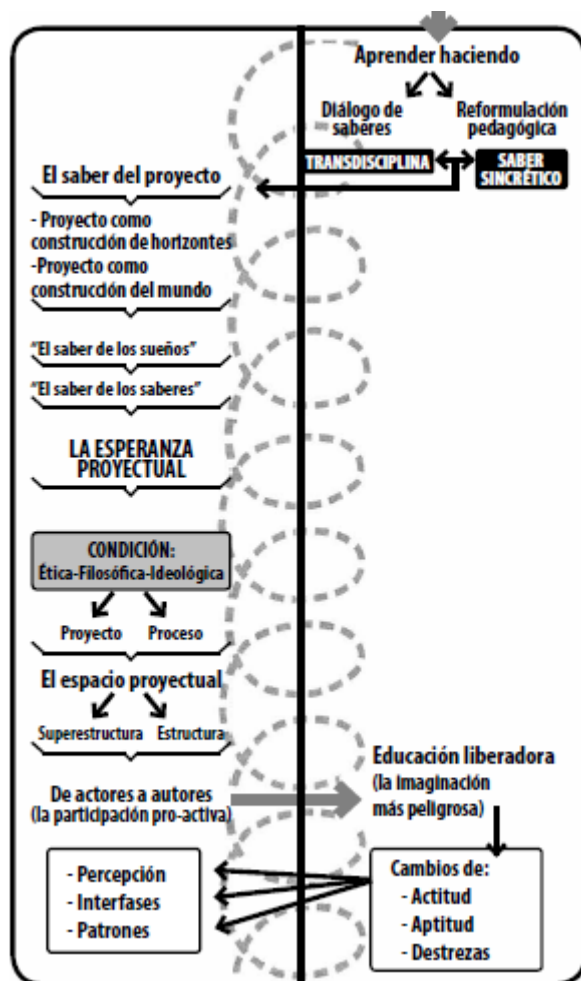 Aprender haciendo
Diálogo de
saberes
Reformulación
pedagógica
TRANSDISCIPLINA
SABER
SINCRÉTICO
El saber del proyecto
- Proyecto como
construcción de horizontes
-Proyecto como
construcción del mundo
“El saber de los sueños”
“El saber de los saberes”
LA ESPERANZA
PROYECTUAL
CONDICIÓN:
Ética-Filosófica-Ideológica
Proyecto
Proceso
El espacio proyectual
Superestructura
Estructura
De actores a autores
(la participación pro-activa)
Educación liberadora
(la imaginación
más peligrosa)
Cambios de:
- Actitud
- Aptitud
- Destrezas
- Percepción
- Interfases
- Patrones